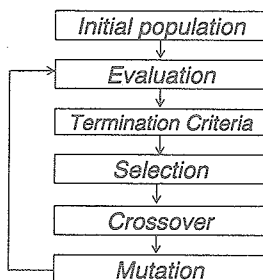 Initial population
Evaluation
Termination Criteria
Selection
Crossover
Mutation